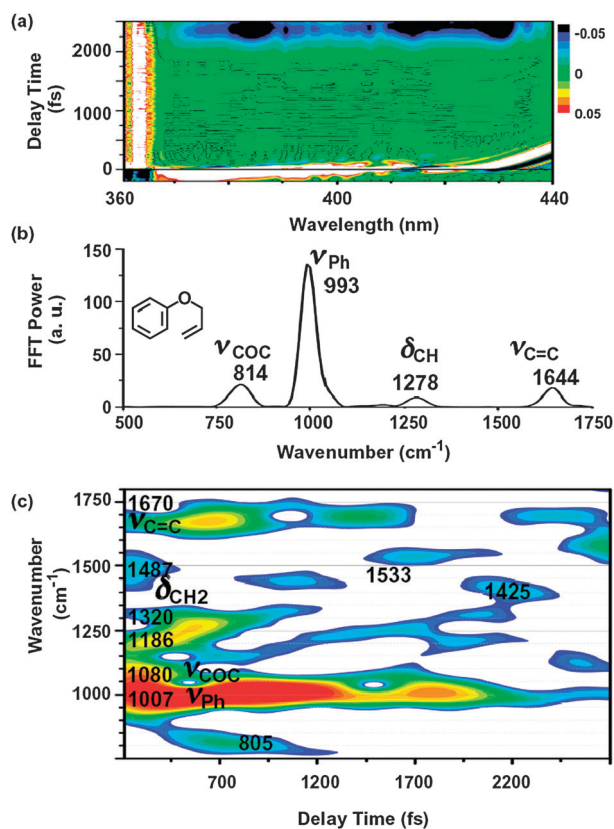 (a)
Delay Time
(fs)
2000
1000
0
-0.05
0
0.05
360
400
440
Wavelength (nm)
(b)
FFT Power
(a. u.)
150
100
50
0
O
νPh
993
νCOC
814
δCH
1278
νC=C
1644
500
750
1000
1250
1500
1750
Wavenumber (cm-1)
(c)
Wavenumber
(cm-1)
1750
1500
1250
1000
1670
νC=C
1487
δCH2
1533
1425
1320
1186
1080
νCOC
1007
νPh
805
700
1200
1700
2200
Delay Time (fs)